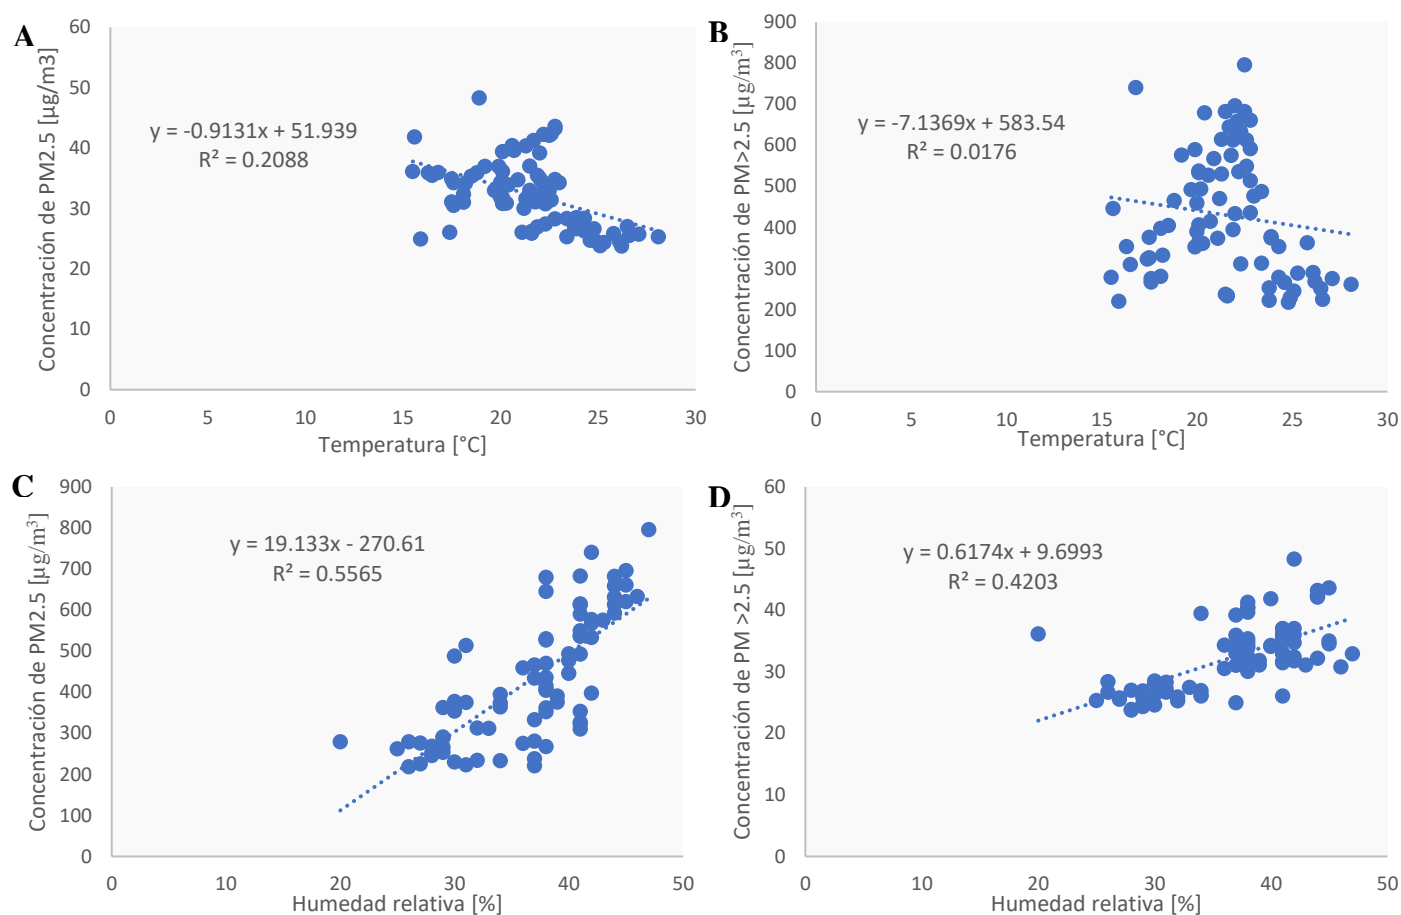 A
Concentración de PM2.5 [µg/m3]
60
50
40
30
20
10
0
y = -0.9131x + 51.939
R² = 0.2088
0 5 10 15 20 25 30
Temperatura [°C]
B
Concentración de PM>2.5 [µg/m³]
900
800
700
600
500
400
300
200
100
0
y = -7.1369x + 583.54
R² = 0.0176
0 5 10 15 20 25 30
Temperatura [°C]
C
Concentración de PM2.5 [µg/m³]
900
800
700
600
500
400
300
200
100
0
y = 19.133x - 270.61
R² = 0.5565
0 10 20 30 40 50
Humedad relativa [%]
D
Concentración de PM >2.5 [µg/m³]
60
50
40
30
20
10
0
y = 0.6174x + 9.6993
R² = 0.4203
0 10 20 30 40 50
Humedad relativa [%]